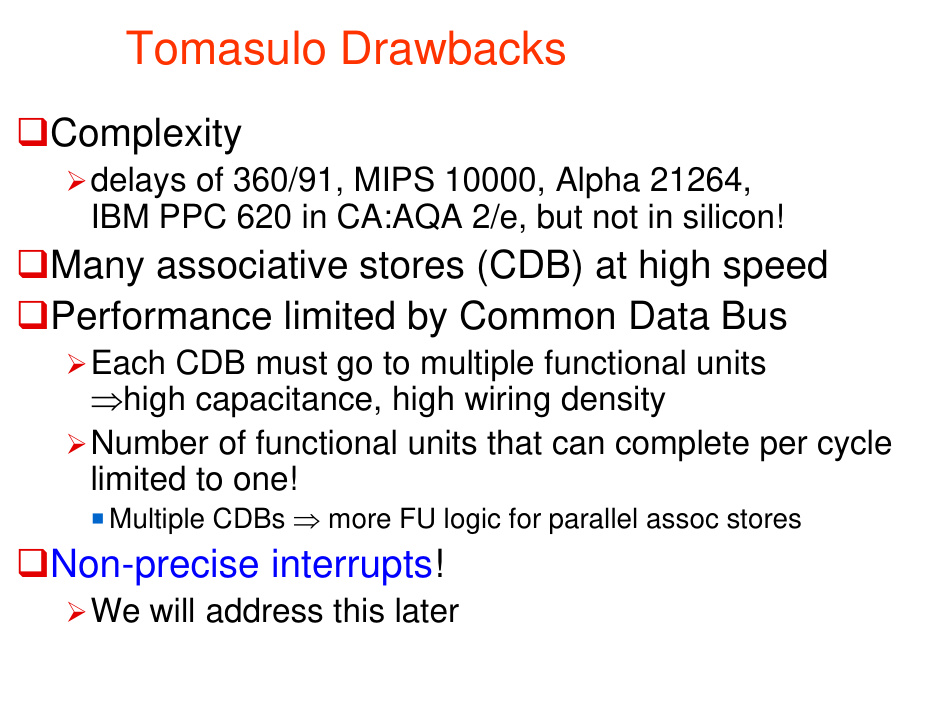 Tomasulo Drawbacks
Complexity
delays of 360/91, MIPS 10000, Alpha 21264,
IBM PPC 620 in CA:AQA 2/e, but not in silicon!
Many associative stores (CDB) at high speed
Performance limited by Common Data Bus
Each CDB must go to multiple functional units
⇒high capacitance, high wiring density
Number of functional units that can complete per cycle
limited to one!
Multiple CDBs ⇒ more FU logic for parallel assoc stores
Non-precise interrupts!
We will address this later